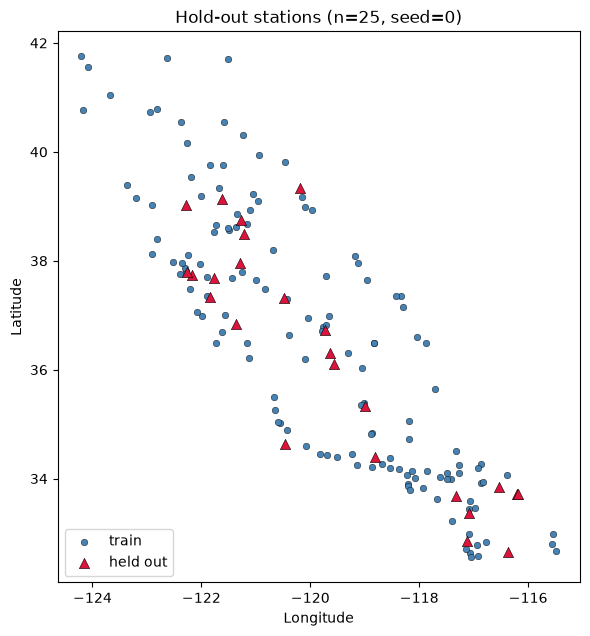 Hold-out stations (n=25, seed=0)
42
40
38
36
34
Latitude
train
held out
−124
−122
−120
−118
−116
Longitude